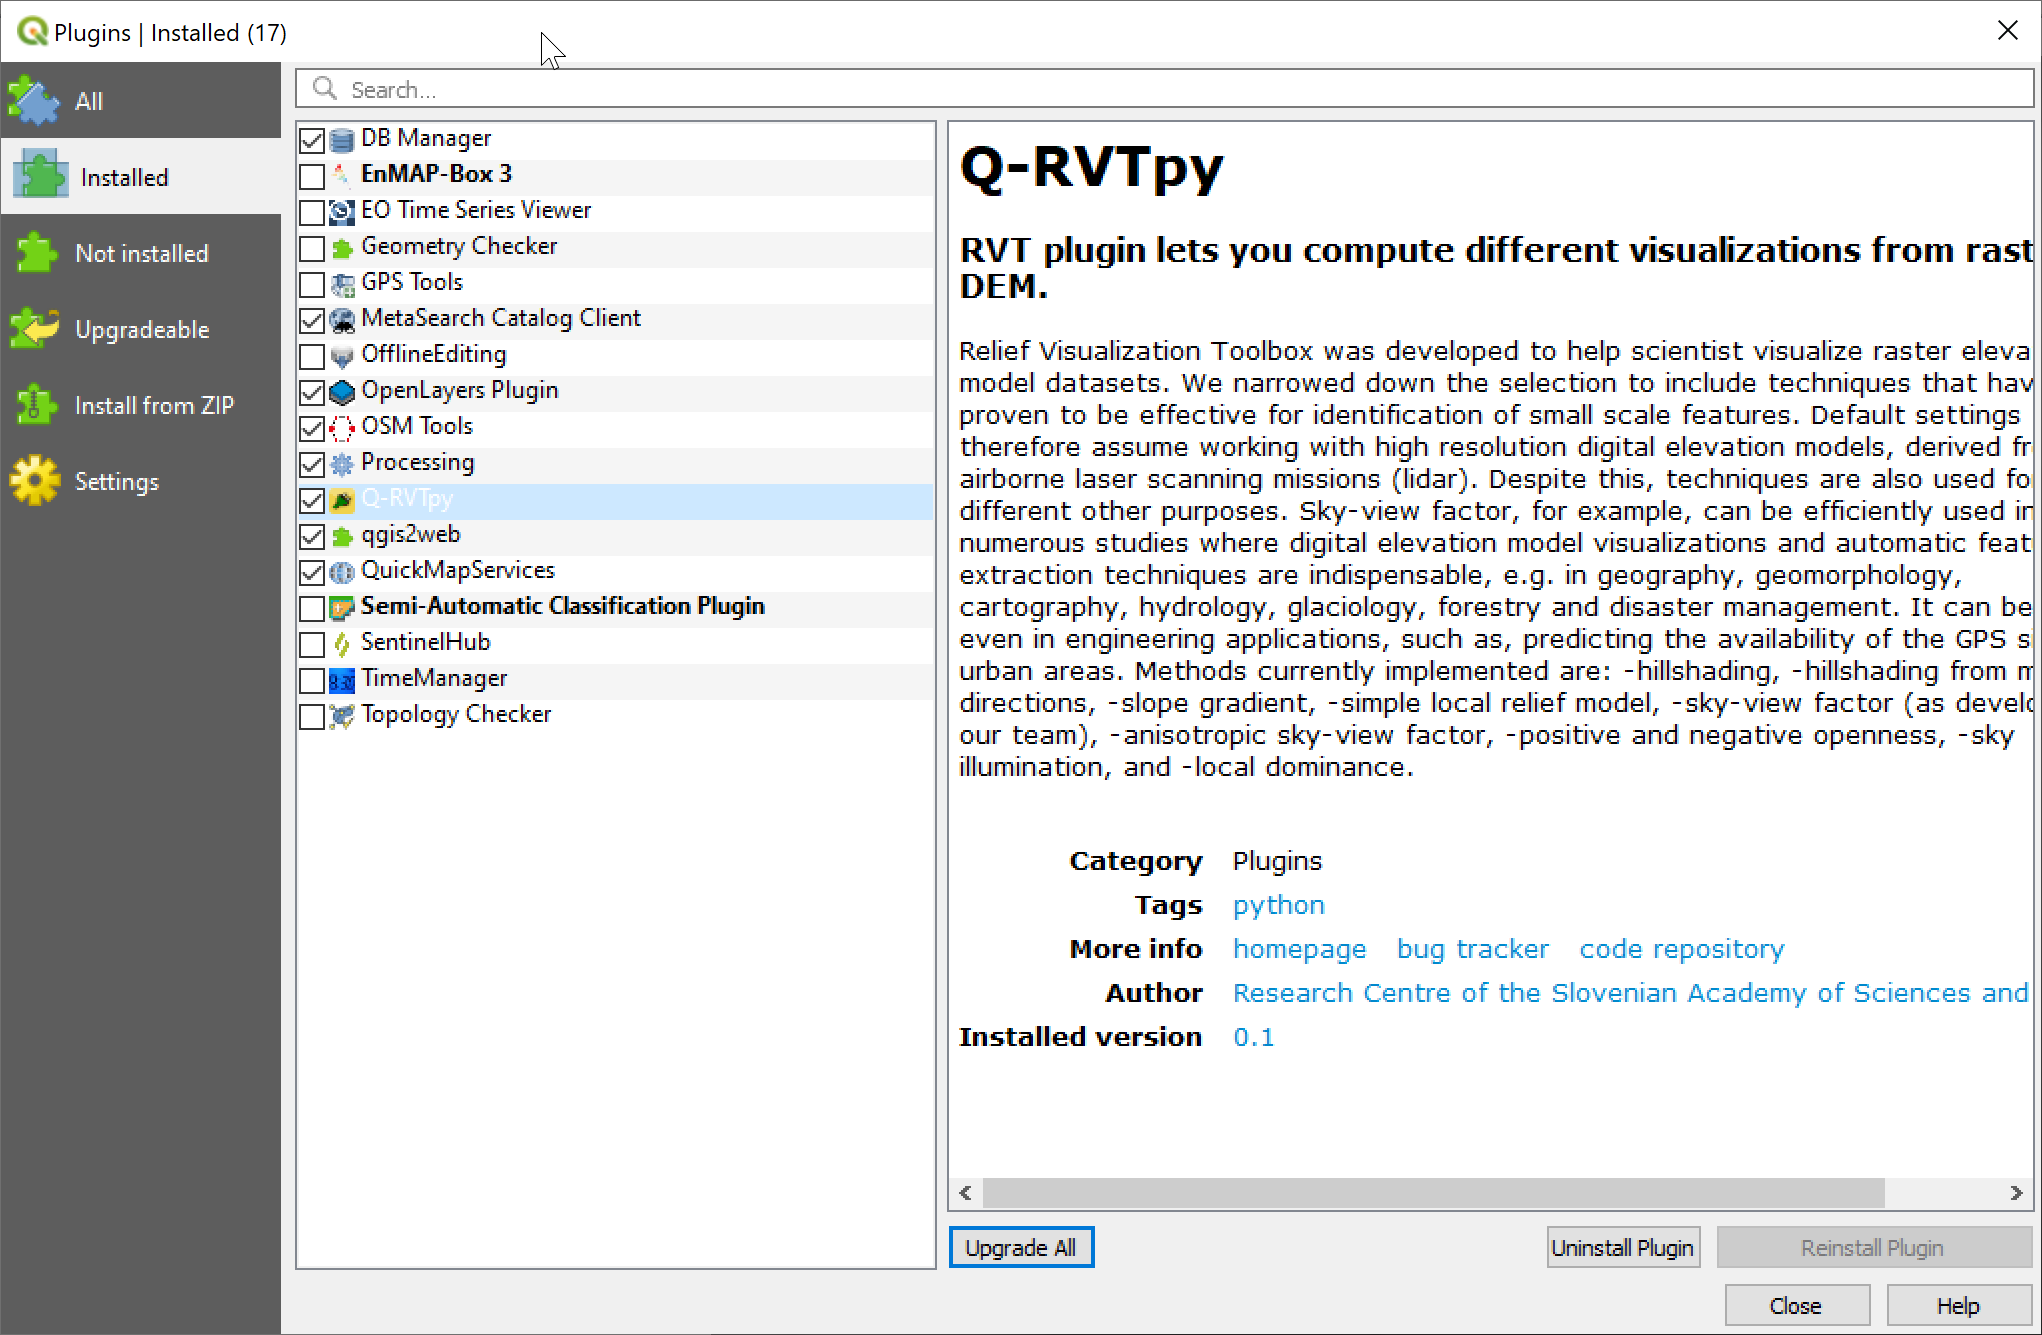 Plugins | Installed (17)
All
Installed
Not installed
Upgradeable
Install from ZIP
Settings
Search...
DB Manager
EnMAP-Box 3
EO Time Series Viewer
Geometry Checker
GPS Tools
MetaSearch Catalog Client
OfflineEditing
OpenLayers Plugin
OSM Tools
Processing
Q-RVTpy
qgis2web
QuickMapServices
Semi-Automatic Classification Plugin
SentinelHub
TimeManager
Topology Checker
Q-RVTpy
RVT plugin lets you compute different visualizations from rast
DEM.
Relief Visualization Toolbox was developed to help scientist visualize raster eleva
model datasets. We narrowed down the selection to include techniques that hav
proven to be effective for identification of small scale features. Default settings
therefore assume working with high resolution digital elevation models, derived fr
airborne laser scanning missions (lidar). Despite this, techniques are also used fo
different other purposes. Sky-view factor, for example, can be efficiently used in
numerous studies where digital elevation model visualizations and automatic feat
extraction techniques are indispensable, e.g. in geography, geomorphology,
cartography, hydrology, glaciology, forestry and disaster management. It can be
even in engineering applications, such as, predicting the availability of the GPS si
urban areas. Methods currently implemented are: -hillshading, -hillshading from m
directions, -slope gradient, -simple local relief model, -sky-view factor (as develo
our team), -anisotropic sky-view factor, -positive and negative openness, -sky
illumination, and -local dominance.
Category Plugins
Tags python
More info homepage bug tracker code repository
Author Research Centre of the Slovenian Academy of Sciences and
Installed version 0.1
Upgrade All
Uninstall Plugin
Reinstall Plugin
Close
Help